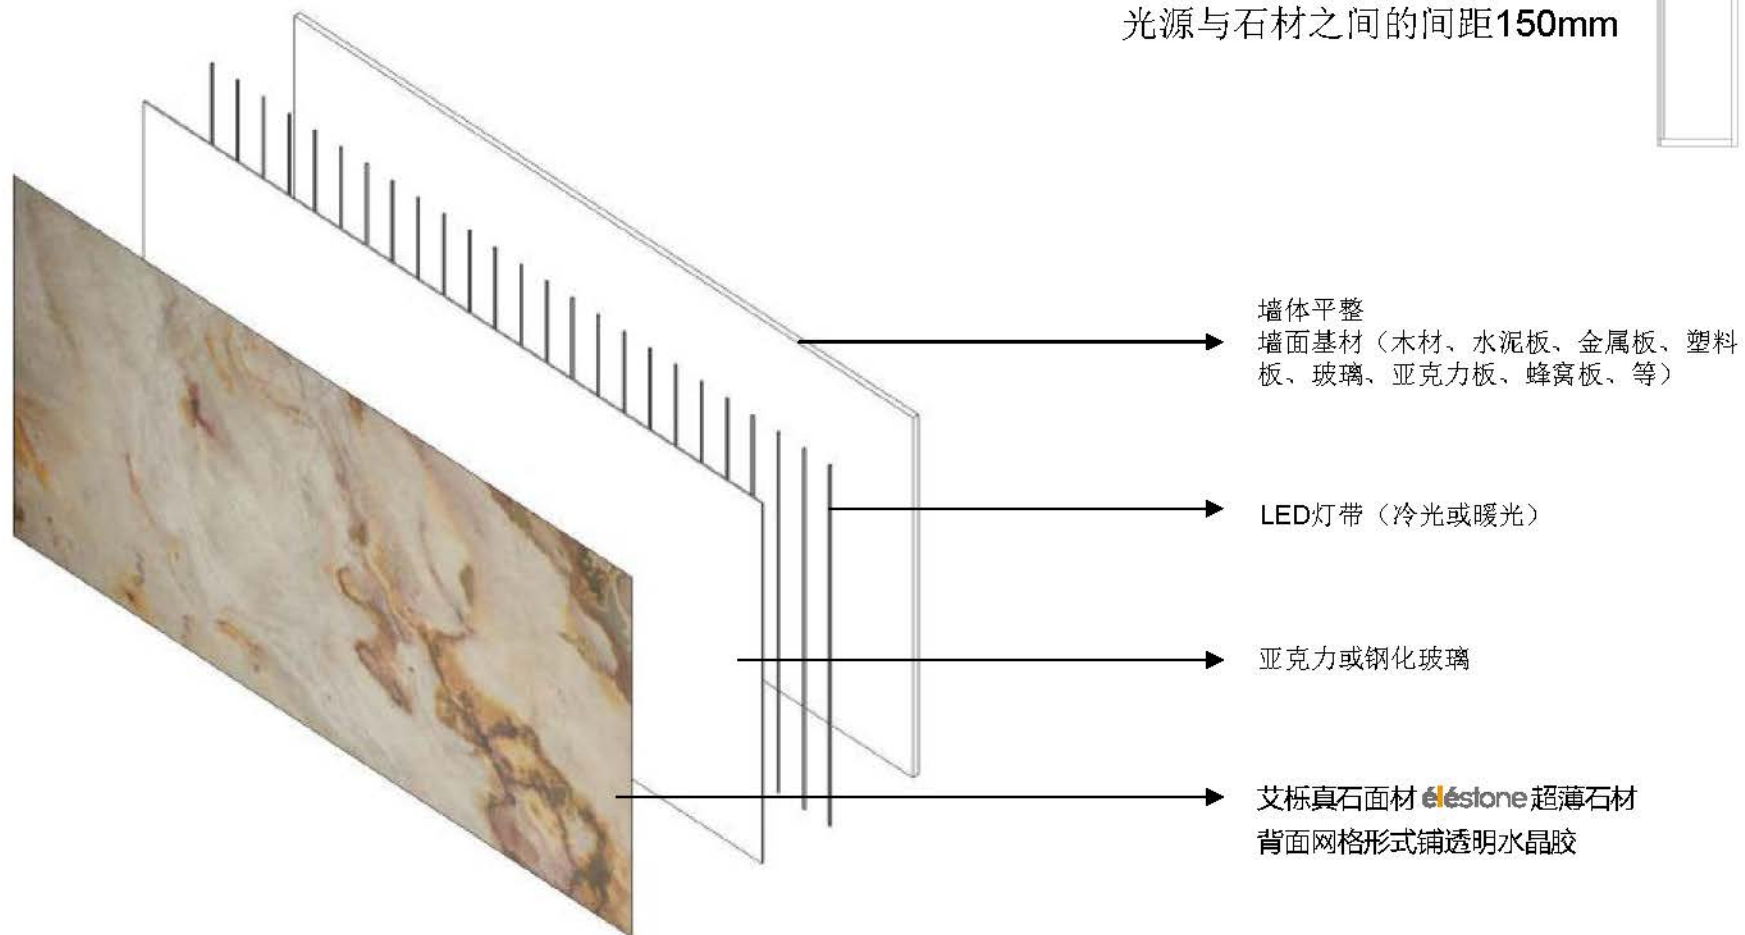 光源与石材之间的间距150mm
墙体平整
墙面基材（木材、水泥板、金属板、塑料
板、玻璃、亚克力板、蜂窝板、等）
LED灯带（冷光或暖光）
亚克力或钢化玻璃
艾栎真石面材 éléstone 超薄石材
背面网格形式铺透明水晶胶